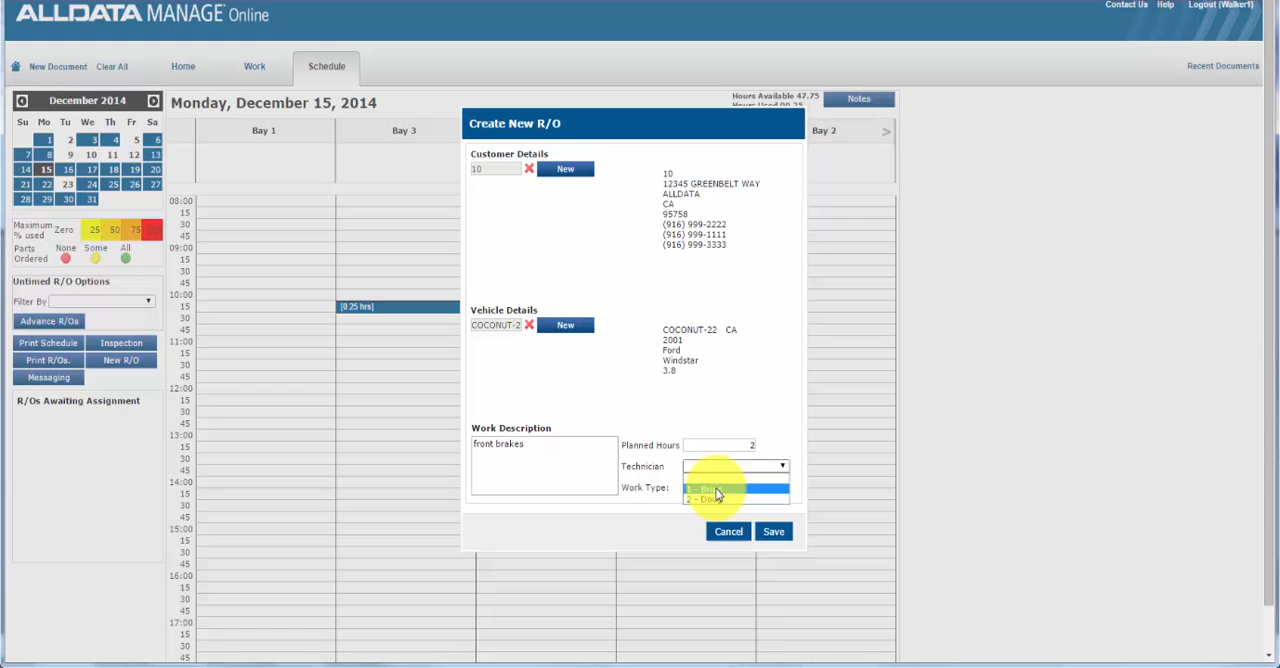 ALLDATA MANAGE Online
Contact Us Help Logout (Walker1)
New Document Clear All Home Work Schedule Recent Documents
December 2014
Su Mo Tu We Th Fr Sa
1 2 3 4 5 6
7 8 9 10 11 12 13
14 15 16 17 18 19 20
21 22 23 24 25 26 27
28 29 30 31
Maximum % used Zero 25 50 75
Parts Ordered None Some All
Untimed R/O Options
Filter By
Advance R/Os
Print Schedule Inspection
Print R/Os. New R/O
Messaging
R/Os Awaiting Assignment
Monday, December 15, 2014
Hours Available 47.75
Hours Used 00.25
Notes
Bay 1 Bay 3 Bay 2 >
08:00
15
30
45
09:00
15
30
45
10:00
15 [0.25 hrs]
30
45
11:00
15
30
45
12:00
15
30
45
13:00
15
30
45
14:00
15
30
45
15:00
15
30
45
16:00
15
30
45
17:00
15
30
45
Create New R/O
Customer Details
10 New
10
12345 GREENBELT WAY
ALLDATA
CA
95758
(916) 999-2222
(916) 999-1111
(916) 999-3333
Vehicle Details
COCONUT-2 New
COCONUT-22 CA
2001
Ford
Windstar
3.8
Work Description
front brakes
Planned Hours 2
Technician
Work Type:
1 -
2 -
Cancel Save